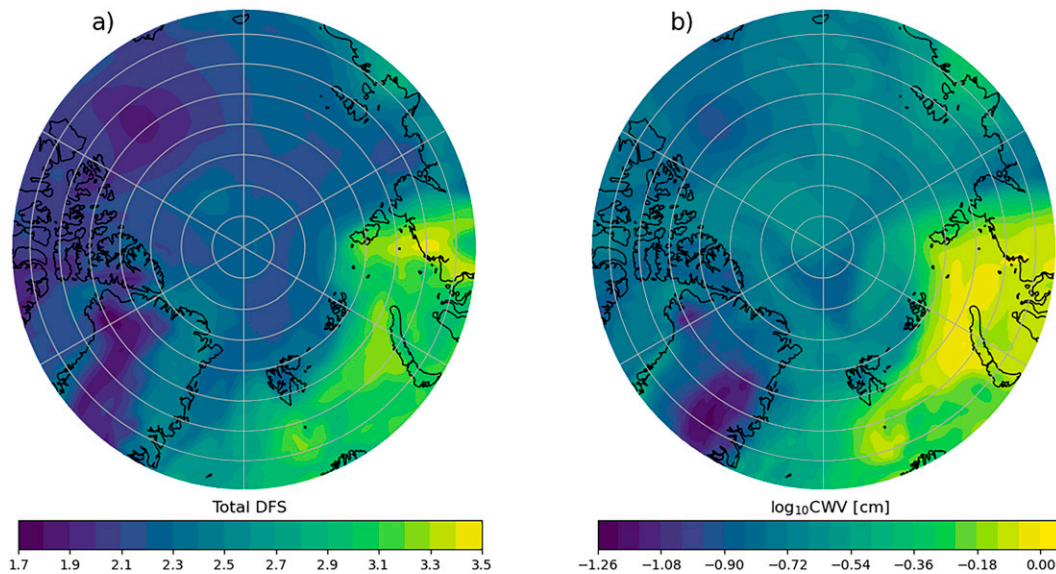 a)
b)
Total DFS
1.7 1.9 2.1 2.3 2.5 2.7 2.9 3.1 3.3 3.5
log₁₀CWV [cm]
−1.26 −1.08 −0.90 −0.72 −0.54 −0.36 −0.18 0.00